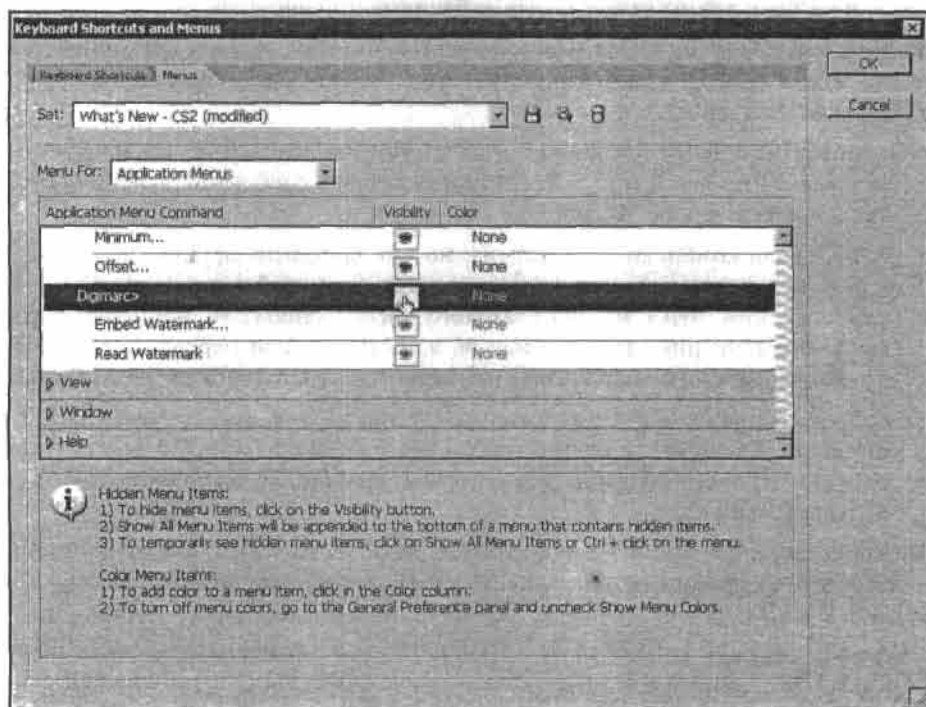 Keyboard Shortcuts and Menus
Keyboard Shortcuts Menus
OK
Set: What's New - CS2 (modified)
Cancel
Menu For: Application Menus
Application Menu Command Visibility Color
Minimum... None
Offset... None
Digimarc> None
Embed Watermark... None
Read Watermark None
View
Window
Help
Hidden Menu Items:
1) To hide menu items, click on the Visibility button.
2) Show All Menu Items will be appended to the bottom of a menu that contains hidden items.
3) To temporarily see hidden menu items, click on Show All Menu Items or Ctrl + click on the menu.
Color Menu Items:
1) To add color to a menu item, click in the Color column.
2) To turn off menu colors, go to the General Preference panel and uncheck Show Menu Colors.